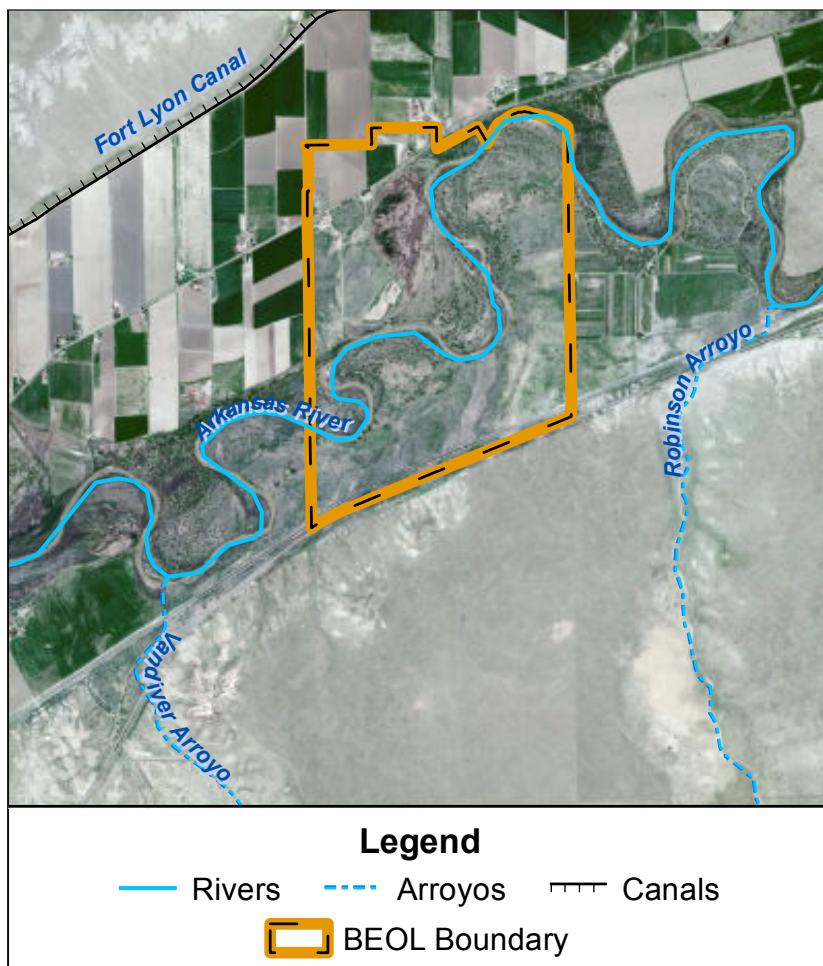 Fort Lyon Canal
Arkansas River
Robinson Arroyo
Vandiver Arroyo
Legend
Rivers
Arroyos
Canals
BEOL Boundary